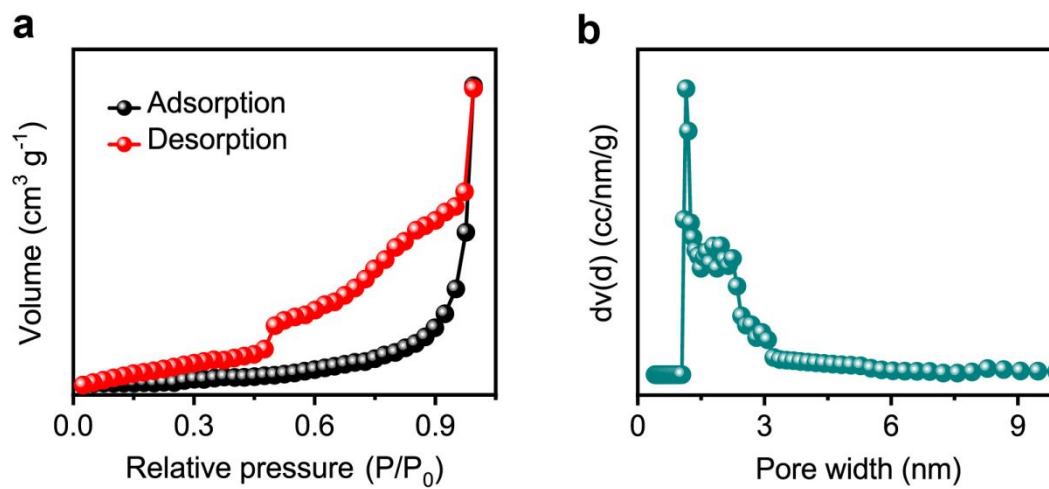 a
Adsorption
Desorption
Volume (cm³ g⁻¹)
0.0 0.3 0.6 0.9
Relative pressure (P/P₀)
b
dv(d) (cc/nm/g)
0 3 6 9
Pore width (nm)